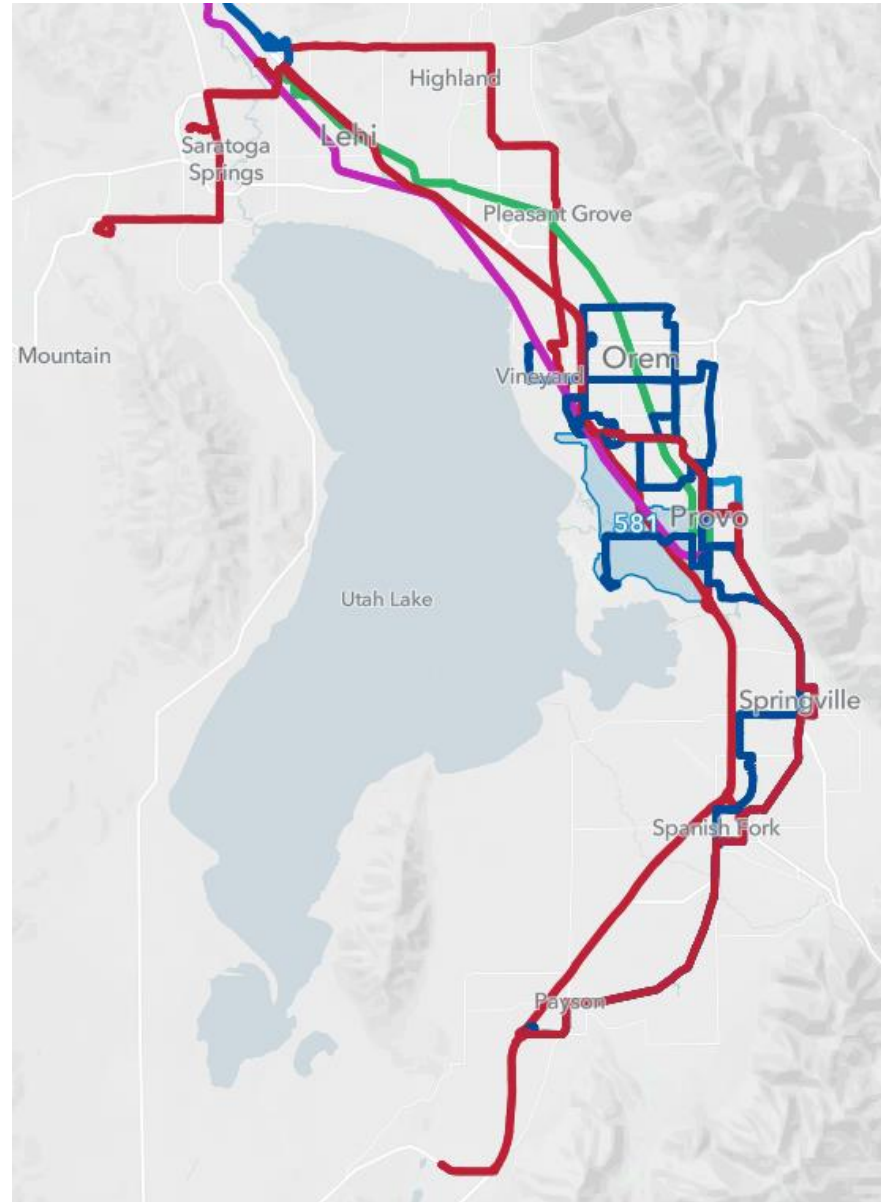 Highland
Lehi
Saratoga
Springs
Pleasant Grove
Mountain
Orem
Vineyard
581
Provo
Utah Lake
Springville
Spanish Fork
Payson